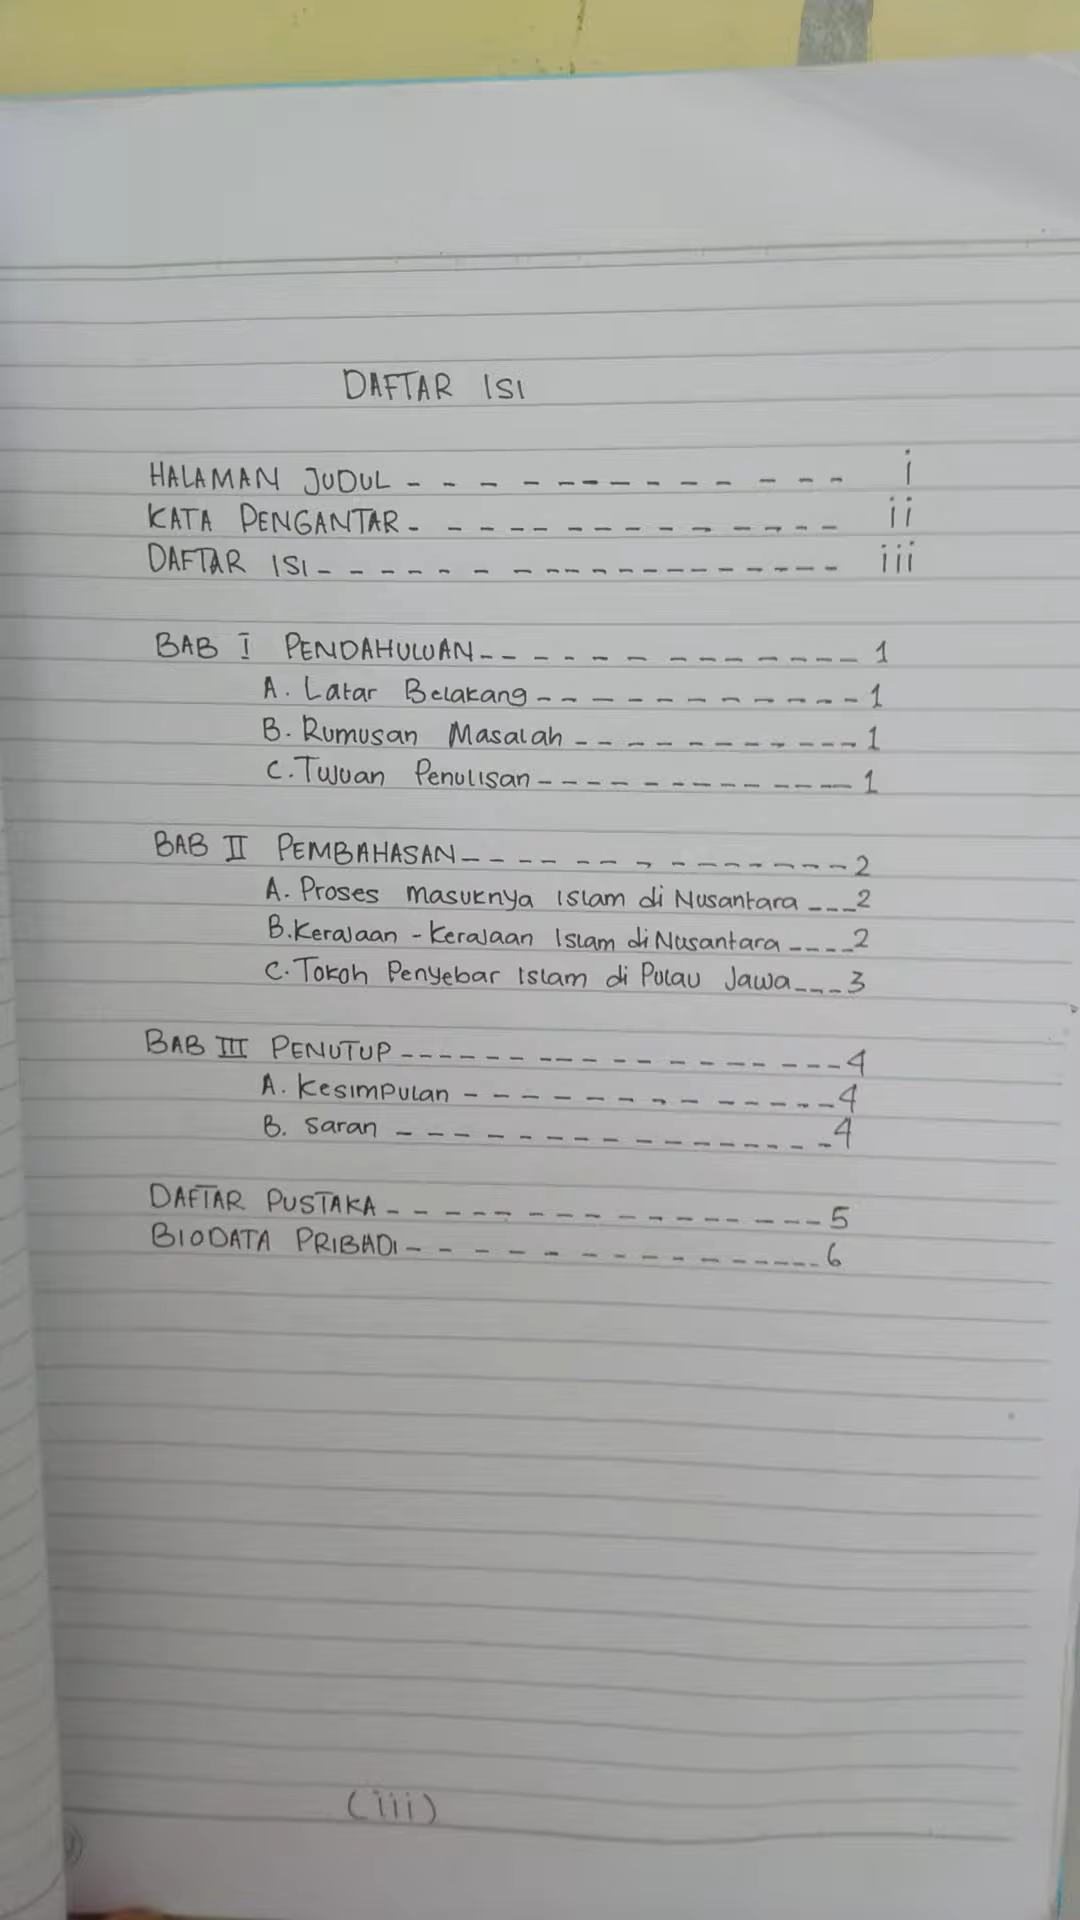 DAFTAR ISI
HALAMAN JUDUL - - - - - - - - - - - - - i
KATA PENGANTAR - - - - - - - - - - - - - ii
DAFTAR ISI - - - - - - - - - - - - - - - - - iii
BAB I PENDAHULUAN - - - - - - - - - - - - - 1
A. Latar Belakang - - - - - - - - - - - 1
B. Rumusan Masalah - - - - - - - - - - 1
C. Tujuan Penulisan - - - - - - - - - - - 1
BAB II PEMBAHASAN - - - - - - - - - - - - - - 2
A. Proses masuknya Islam di Nusantara - - - 2
B. Kerajaan - Kerajaan Islam di Nusantara - - - - 2
C. Tokoh Penyebar Islam di Pulau Jawa - - - - 3
BAB III PENUTUP - - - - - - - - - - - - - - - - - 4
A. Kesimpulan - - - - - - - - - - - - - 4
B. Saran - - - - - - - - - - - - - - - 4
DAFTAR PUSTAKA - - - - - - - - - - - - - - - 5
BIODATA PRIBADI - - - - - - - - - - - - - - 6
(iii)